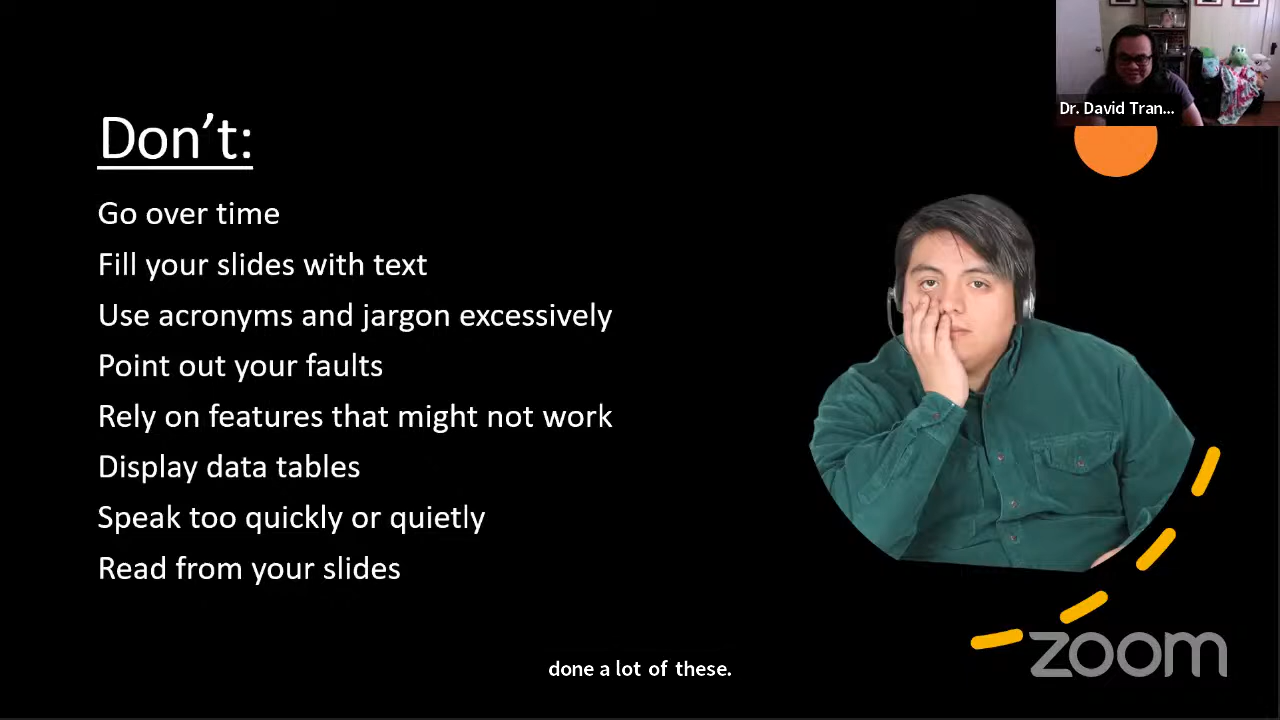 Dr. David Tran...
Don't:
Go over time
Fill your slides with text
Use acronyms and jargon excessively
Point out your faults
Rely on features that might not work
Display data tables
Speak too quickly or quietly
Read from your slides
zoom
done a lot of these.